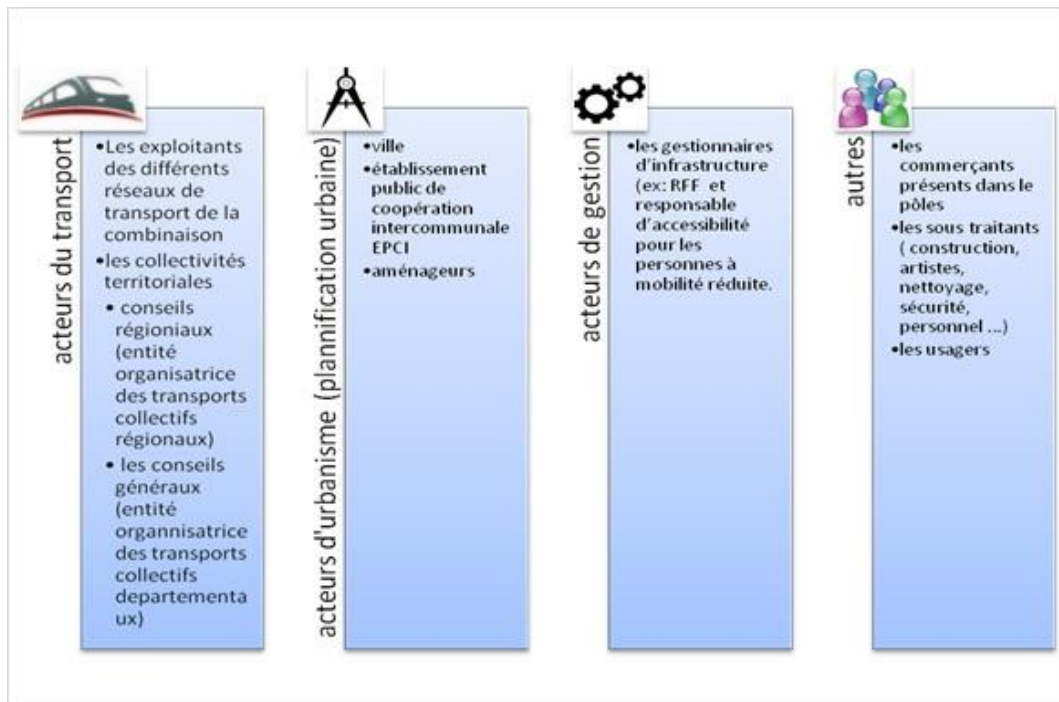 acteurs du transport
•Les exploitants
des différents
réseaux de
transport de la
combinaison
•les collectivités
territoriales
• conseils
régioniaux
(entité
organisatrice
des transports
collectifs
régionaux)
• les conseils
généraux
(entité
organnisatrice
des transports
collectifs
departementa
ux)
acteurs d'urbanisme (plannification urbaine)
•ville
•établissement
public de
coopération
intercommunale
EPCI
•aménageurs
acteurs de gestion
•les gestionnaires
d'infrastructure
(ex: RFF et
responsable
d'accessibilité
pour les
personnes à
mobilité réduite.
autres
•les
commerçants
présents dans le
pôles
•les sous traitants
( construction,
artistes,
nettoyage,
sécurité,
personnel ...)
•les usagers